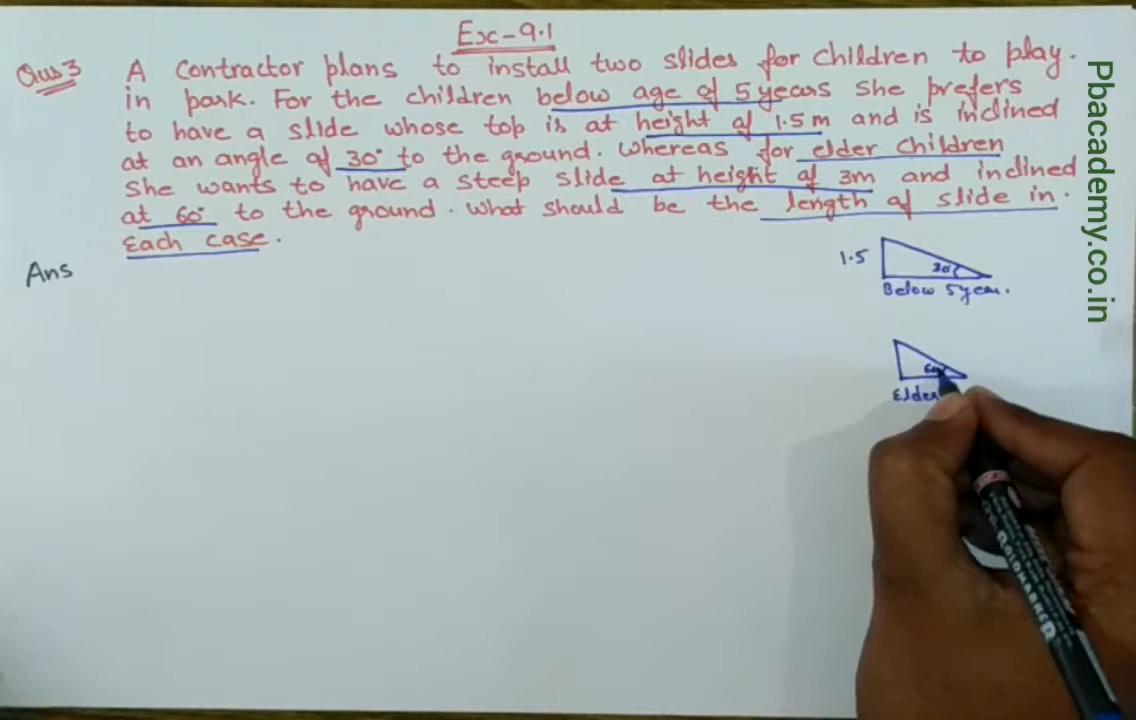 Ex-9.1
Qus 3 A Contractor plans to install two slides for children to play.
in park. For the children below age of 5 years She prefers
to have a slide whose top is at height of 1.5 m and is inclined
at an angle of 30° to the ground. Whereas for elder children
She wants to have a steep slide at height of 3m and inclined
at 60° to the ground. What should be the length of slide in.
Each case.
Ans
1.5
30°
Below 5 year.
60
Elder
Pbacademy.co.in